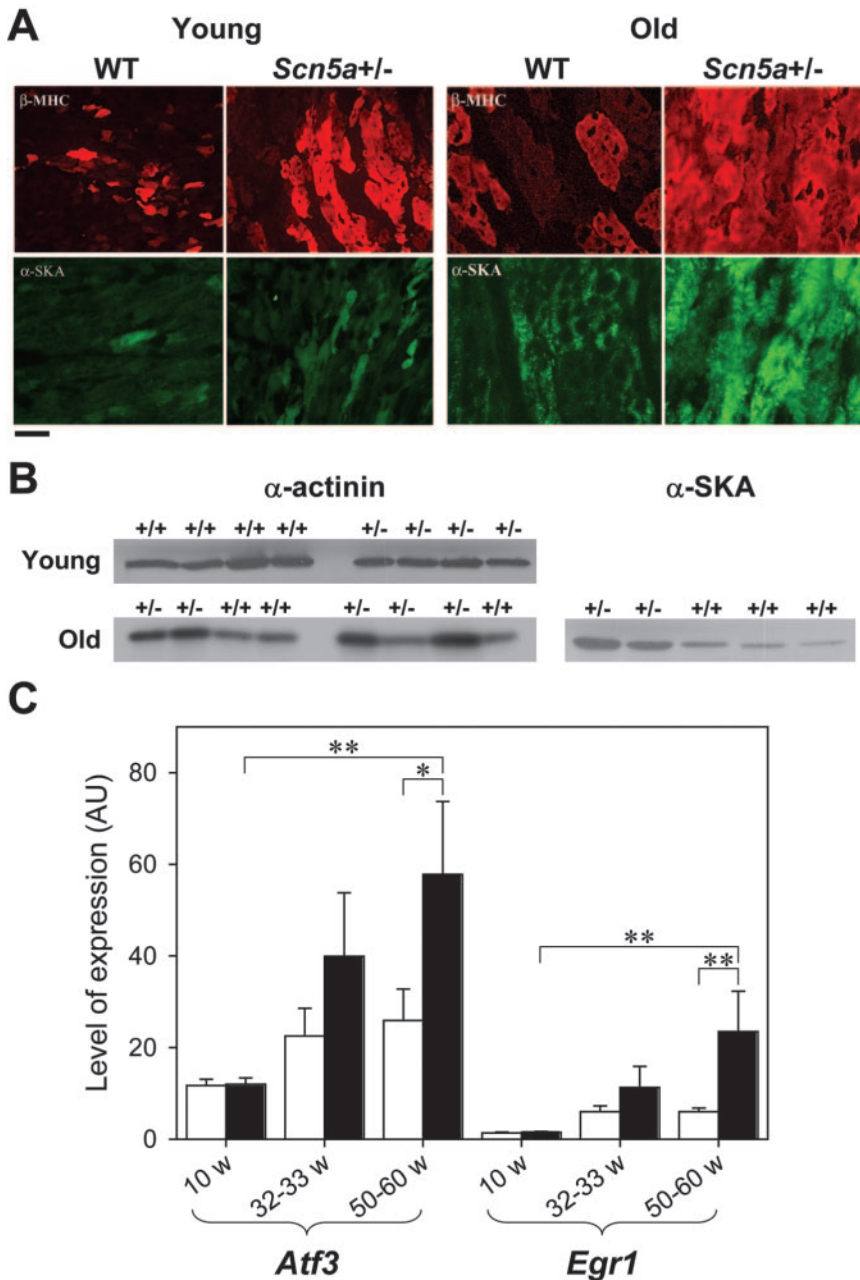 A
Young Old
WT Scn5a+/- WT Scn5a+/-
β-MHC β-MHC
α-SKA α-SKA
B
α-actinin α-SKA
+/+ +/+ +/+ +/+ +/- +/- +/- +/-
Young
+/- +/- +/+ +/+ +/- +/- +/- +/+ +/- +/- +/+ +/+ +/+
Old
C
Level of expression (AU)
80
60
40
20
0
** *
** **
10 w 32-33 w 50-60 w 10 w 32-33 w 50-60 w
Atf3 Egr1